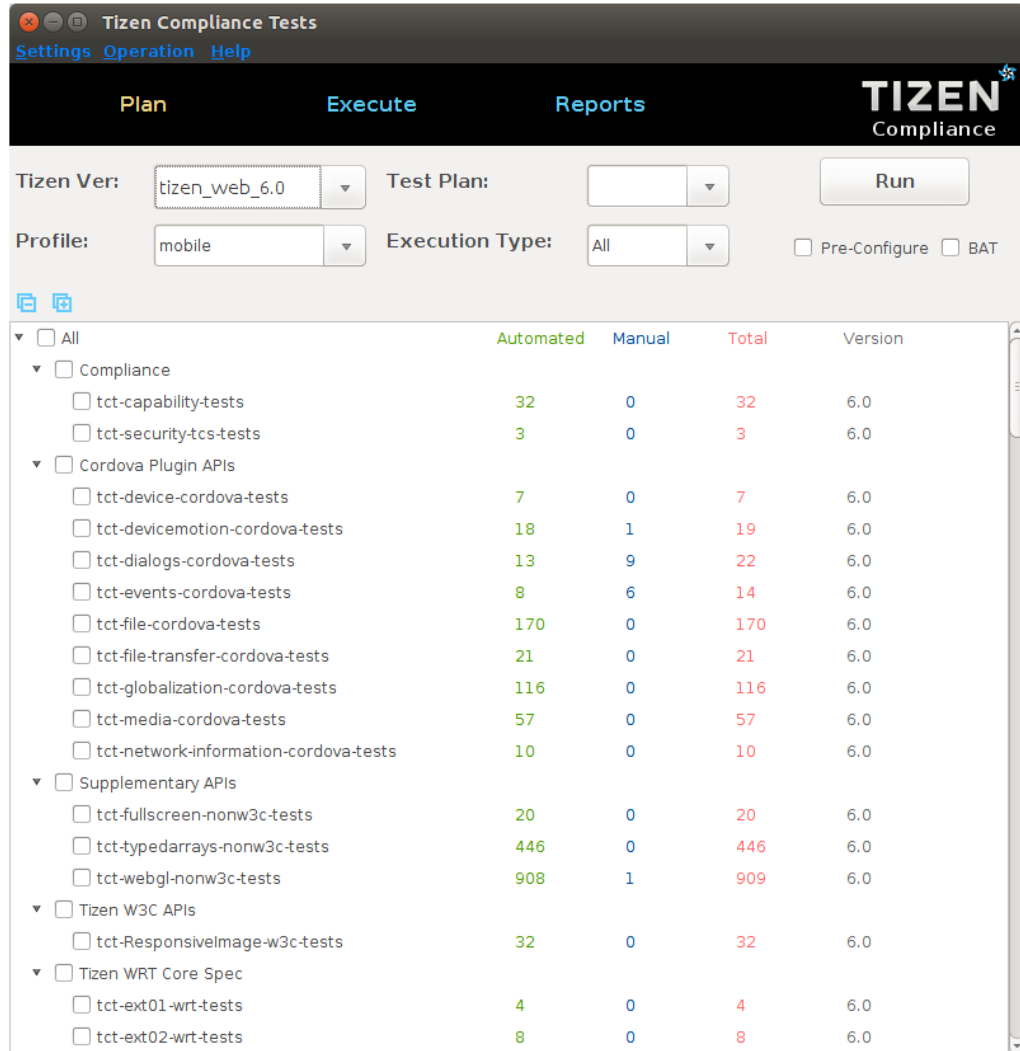 Tizen Compliance Tests
Settings Operation Help
Plan Execute Reports TIZEN
Compliance
Tizen Ver: tizen_web_6.0 Test Plan: Run
Profile: mobile Execution Type: All Pre-Configure BAT
All Automated Manual Total Version
Compliance
tct-capability-tests 32 0 32 6.0
tct-security-tcs-tests 3 0 3 6.0
Cordova Plugin APIs
tct-device-cordova-tests 7 0 7 6.0
tct-devicemotion-cordova-tests 18 1 19 6.0
tct-dialogs-cordova-tests 13 9 22 6.0
tct-events-cordova-tests 8 6 14 6.0
tct-file-cordova-tests 170 0 170 6.0
tct-file-transfer-cordova-tests 21 0 21 6.0
tct-globalization-cordova-tests 116 0 116 6.0
tct-media-cordova-tests 57 0 57 6.0
tct-network-information-cordova-tests 10 0 10 6.0
Supplementary APIs
tct-fullscreen-nonw3c-tests 20 0 20 6.0
tct-typedarrays-nonw3c-tests 446 0 446 6.0
tct-webgl-nonw3c-tests 908 1 909 6.0
Tizen W3C APIs
tct-ResponsiveImage-w3c-tests 32 0 32 6.0
Tizen WRT Core Spec
tct-ext01-wrt-tests 4 0 4 6.0
tct-ext02-wrt-tests 8 0 8 6.0